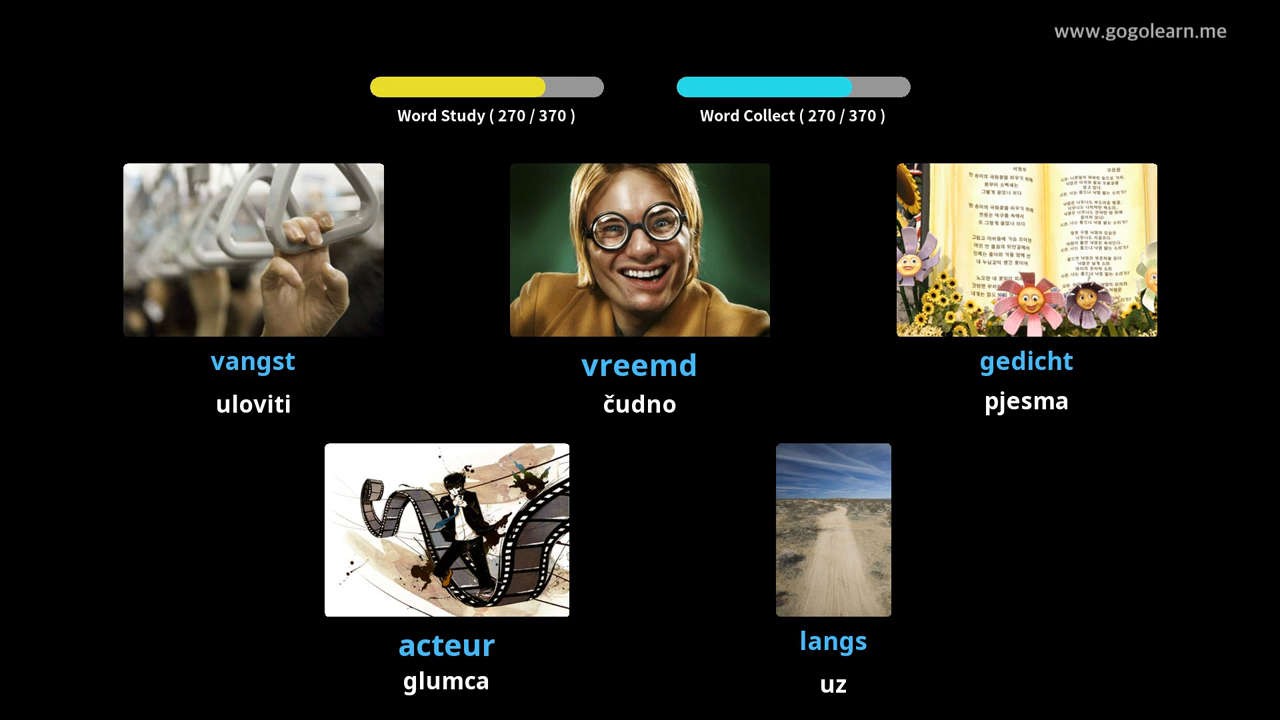 www.gogolearn.me
Word Study ( 270 / 370 )
Word Collect ( 270 / 370 )
vangst
uloviti
vreemd
čudno
gedicht
pjesma
acteur
glumca
langs
uz